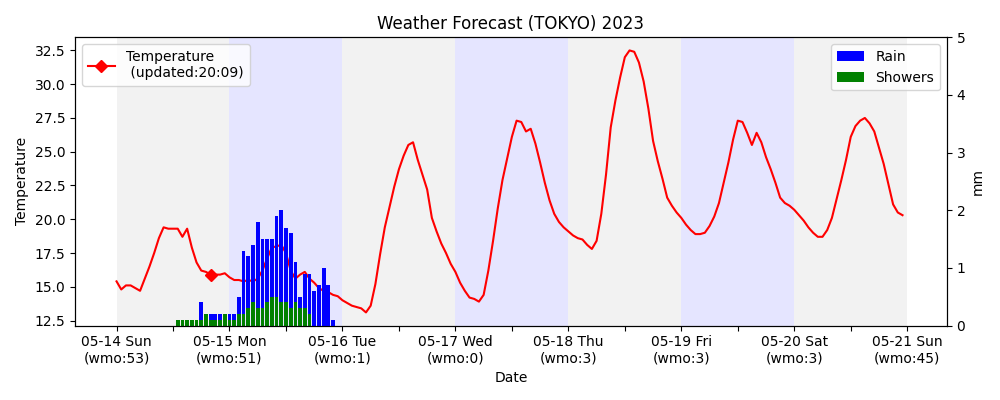 Weather Forecast (TOKYO) 2023
Temperature
(updated:20:09)
Rain
Showers
Temperature
32.5
30.0
27.5
25.0
22.5
20.0
17.5
15.0
12.5
5
4
3
2
1
0
mm
05-14 Sun
(wmo:53)
05-15 Mon
(wmo:51)
05-16 Tue
(wmo:1)
05-17 Wed
(wmo:0)
05-18 Thu
(wmo:3)
05-19 Fri
(wmo:3)
05-20 Sat
(wmo:3)
05-21 Sun
(wmo:45)
Date